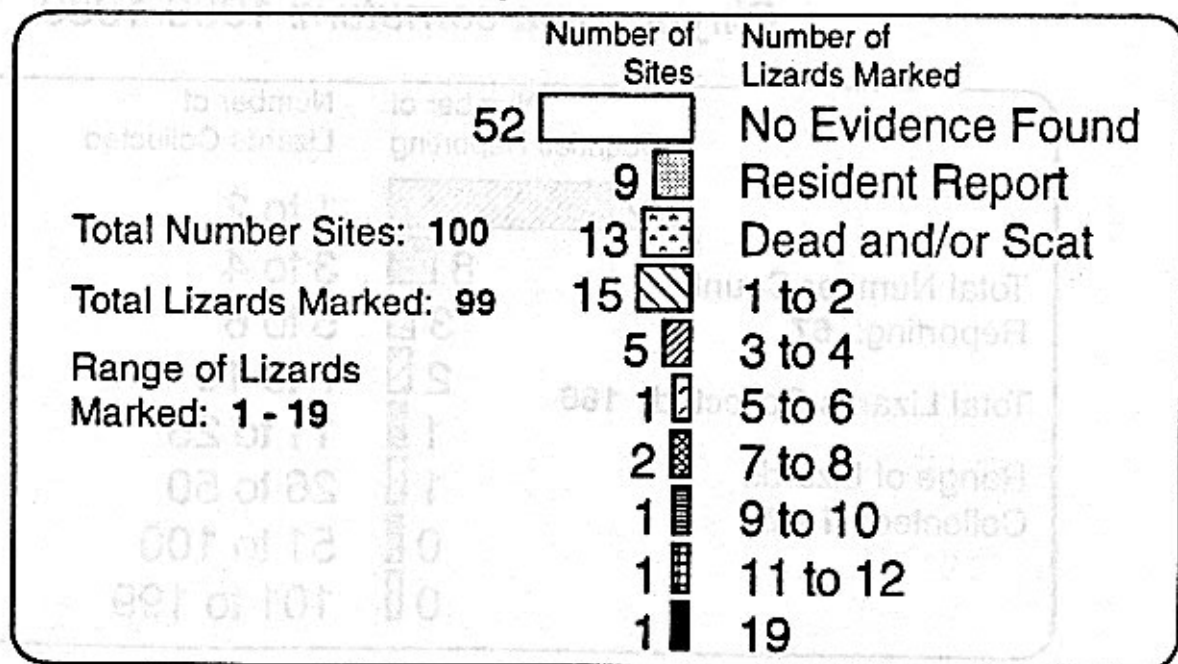 Number of Sites
Number of Lizards Marked
52 No Evidence Found
9 Resident Report
13 Dead and/or Scat
15 1 to 2
5 3 to 4
1 5 to 6
2 7 to 8
1 9 to 10
1 11 to 12
1 19
Total Number Sites: 100
Total Lizards Marked: 99
Range of Lizards
Marked: 1 - 19